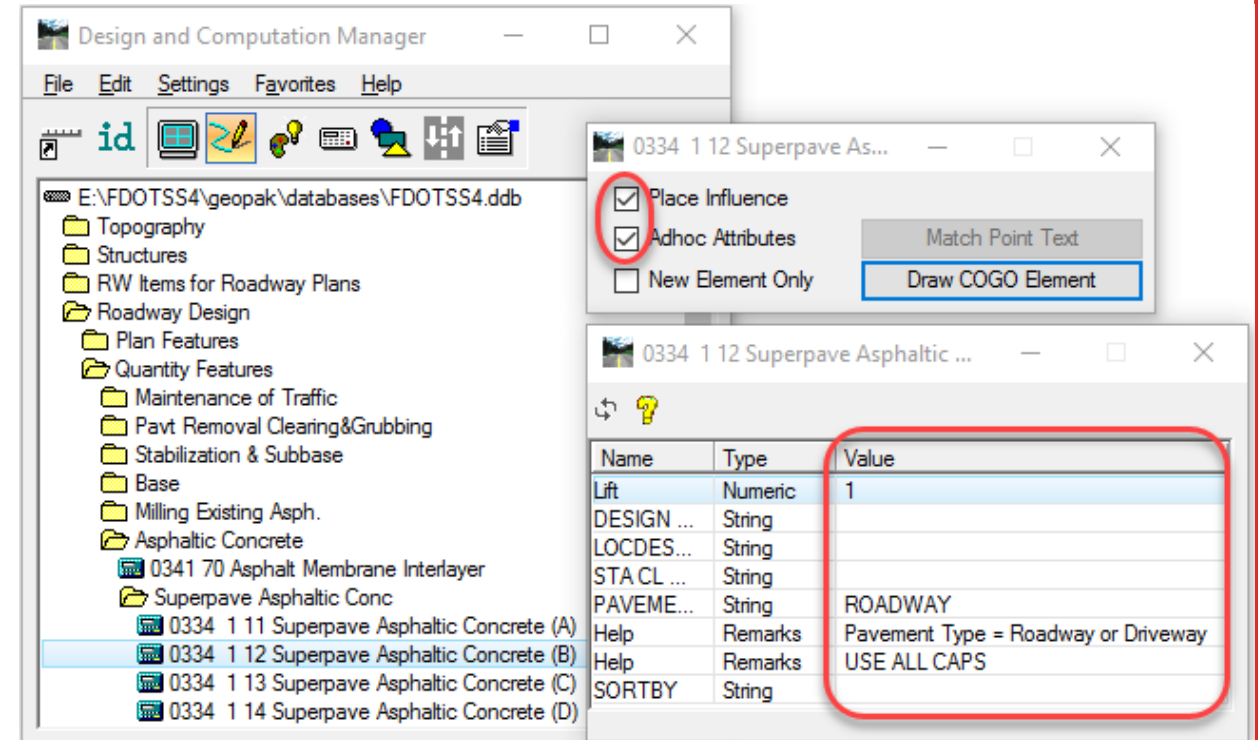 Design and Computation Manager
File Edit Settings Favorites Help
id
E:\FDOTSS4\geopak\databases\FDOTSS4.ddb
Topography
Structures
RW Items for Roadway Plans
Roadway Design
Plan Features
Quantity Features
Maintenance of Traffic
Pavt Removal Clearing&Grubbing
Stabilization & Subbase
Base
Milling Existing Asph.
Asphaltic Concrete
0341 70 Asphalt Membrane Interlayer
Superpave Asphaltic Conc
0334 1 11 Superpave Asphaltic Concrete (A)
0334 1 12 Superpave Asphaltic Concrete (B)
0334 1 13 Superpave Asphaltic Concrete (C)
0334 1 14 Superpave Asphaltic Concrete (D)
0334 1 12 Superpave As...
Place Influence
Adhoc Attributes Match Point Text
New Element Only Draw COGO Element
0334 1 12 Superpave Asphaltic ...
Name Type Value
Lift Numeric 1
DESIGN ... String
LOCDES... String
STA CL ... String
PAVEME... String ROADWAY
Help Remarks Pavement Type = Roadway or Driveway
Help Remarks USE ALL CAPS
SORTBY String